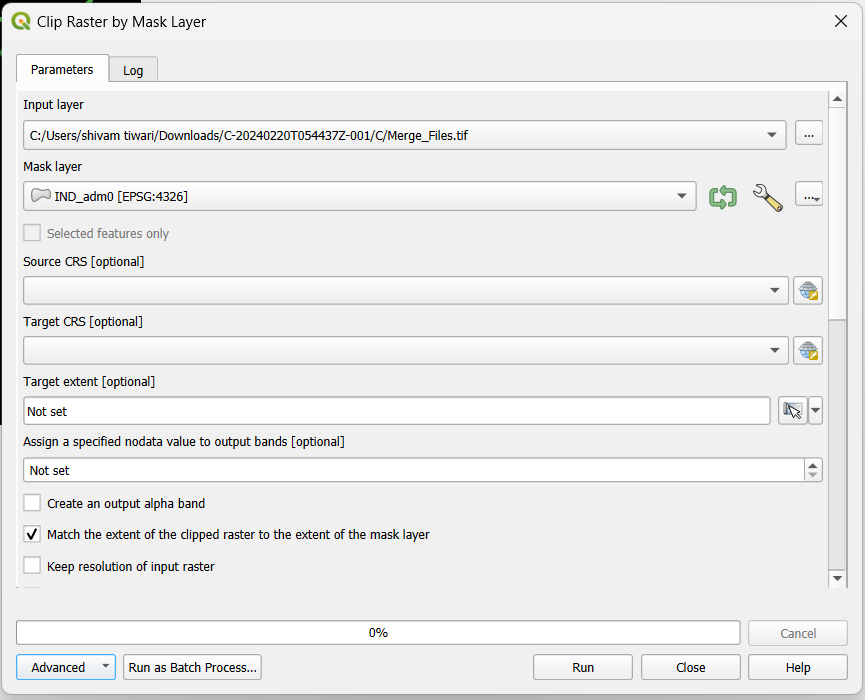 Clip Raster by Mask Layer
Parameters
Log
Input layer
C:/Users/shivam tiwari/Downloads/C-20240220T054437Z-001/C/Merge_Files.tif
...
Mask layer
IND_adm0 [EPSG:4326]
...
Selected features only
Source CRS [optional]
Target CRS [optional]
Target extent [optional]
Not set
Assign a specified nodata value to output bands [optional]
Not set
Create an output alpha band
Match the extent of the clipped raster to the extent of the mask layer
Keep resolution of input raster
0%
Cancel
Advanced
Run as Batch Process...
Run
Close
Help